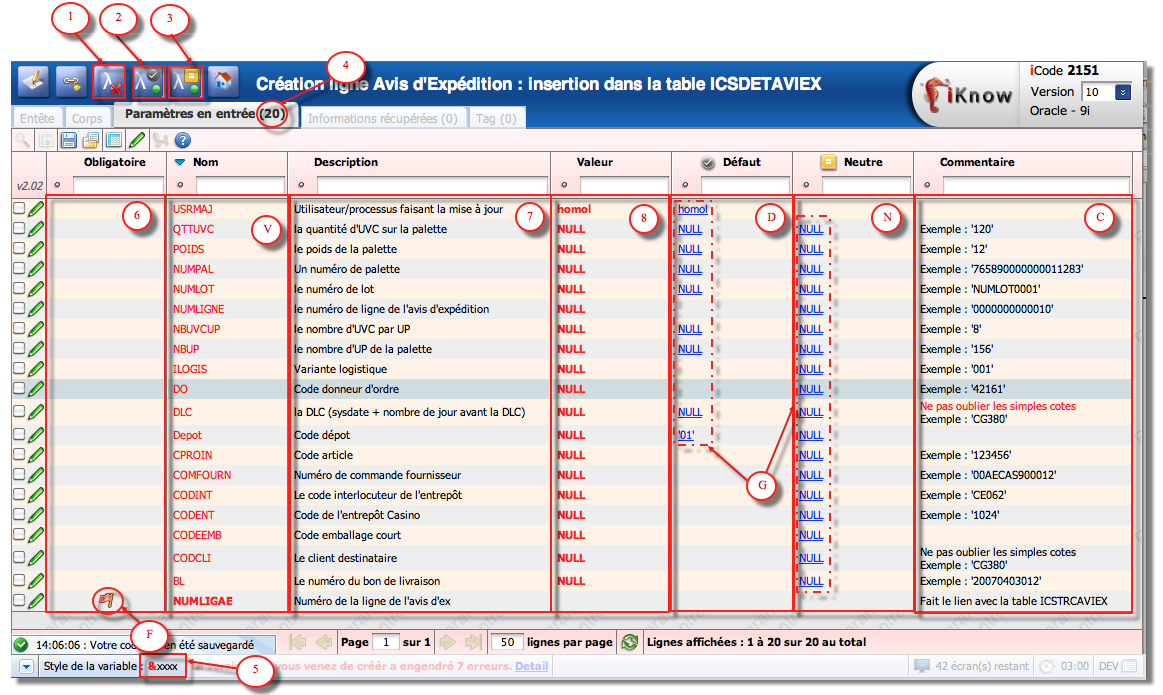 1 2 3
4
Création ligne Avis d'Expédition : insertion dans la table ICSDETAVIEX
iKnow
iCode 2151
Version 10
Oracle - 9i
Entête Corps Paramètres en entrée (20) Informations récupérées (0) Tag (0)
Obligatoire Nom Description Valeur Défaut Neutre Commentaire
v2.02
6 V 7 8 D N C
USRMAJ Utilisateur/processus faisant la mise à jour homol homol
QTTUVC la quantité d'UVC sur la palette NULL NULL NULL Exemple : '120'
POIDS le poids de la palette NULL NULL NULL Exemple : '12'
NUMPAL Un numéro de palette NULL NULL NULL Exemple : '765890000000011283'
NUMLOT le numéro de lot NULL NULL NULL Exemple : 'NUMLOT0001'
NUMLIGNE le numéro de ligne de l'avis d'expédition NULL NULL Exemple : '0000000000010'
NBUVCUP le nombre d'UVC par UP NULL NULL NULL Exemple : '8'
NBUP le nombre d'UP de la palette NULL NULL NULL Exemple : '156'
ILOGIS Variante logistique NULL NULL Exemple : '001'
DO Code donneur d'ordre NULL NULL Exemple : '42161'
DLC la DLC (sysdate + nombre de jour avant la DLC) NULL NULL NULL Ne pas oublier les simples cotes
Exemple : 'CG380'
Depot Code dépot NULL '01' NULL
CPROIN Code article NULL NULL Exemple : '123456'
COMFOURN Numéro de commande fournisseur NULL NULL Exemple : '00AECAS900012'
G
CODINT Le code interlocuteur de l'entrepôt NULL NULL Exemple : 'CE062'
CODENT Code de l'entrepôt Casino NULL NULL Exemple : '1024'
CODEEMB Code emballage court NULL NULL
CODCLI Le client destinataire NULL NULL Ne pas oublier les simples cotes
Exemple : 'CG380'
BL Le numéro du bon de livraison NULL NULL Exemple : '20070403012'
NUMLIGAE Numéro de la ligne de l'avis d'ex Fait le lien avec la table ICSTRCAVIEX
F
14:06:06 : Votre co en été sauvegardé Page 1 sur 1 50 lignes par page Lignes affichées : 1 à 20 sur 20 au total
Style de la variable : &xxxx vous venez de créér a engendré 7 erreurs. Detail 42 écran(s) restant 03:00 DEV
5